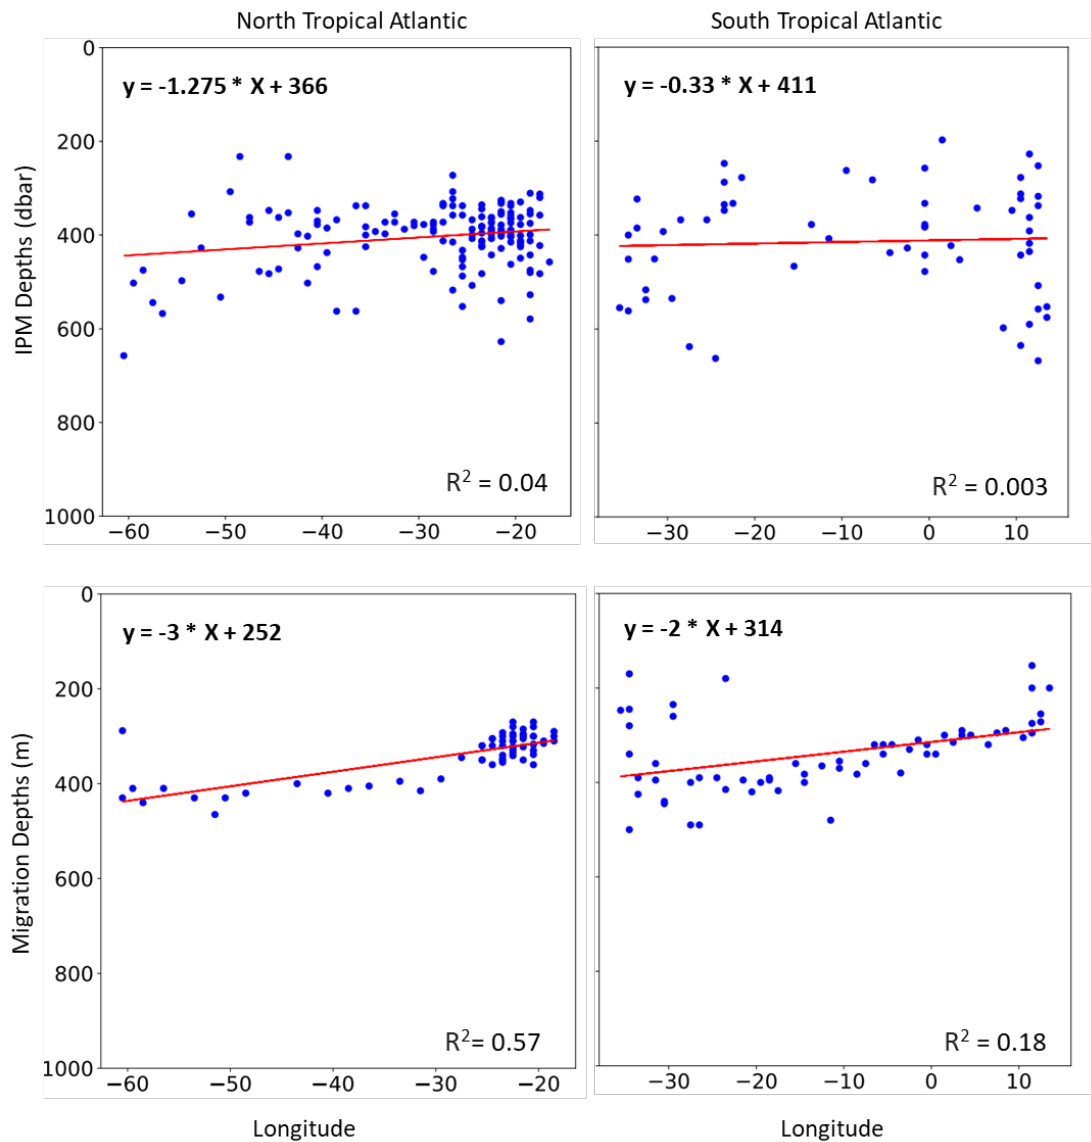 North Tropical Atlantic
South Tropical Atlantic
0
200
400
600
800
1000
IPM Depths (dbar)
y = -1.275 * X + 366
R² = 0.04
−60
−50
−40
−30
−20
y = -0.33 * X + 411
R² = 0.003
−30
−20
−10
0
10
0
200
400
600
800
1000
Migration Depths (m)
y = -3 * X + 252
R²= 0.57
−60
−50
−40
−30
−20
Longitude
y = -2 * X + 314
R² = 0.18
−30
−20
−10
0
10
Longitude